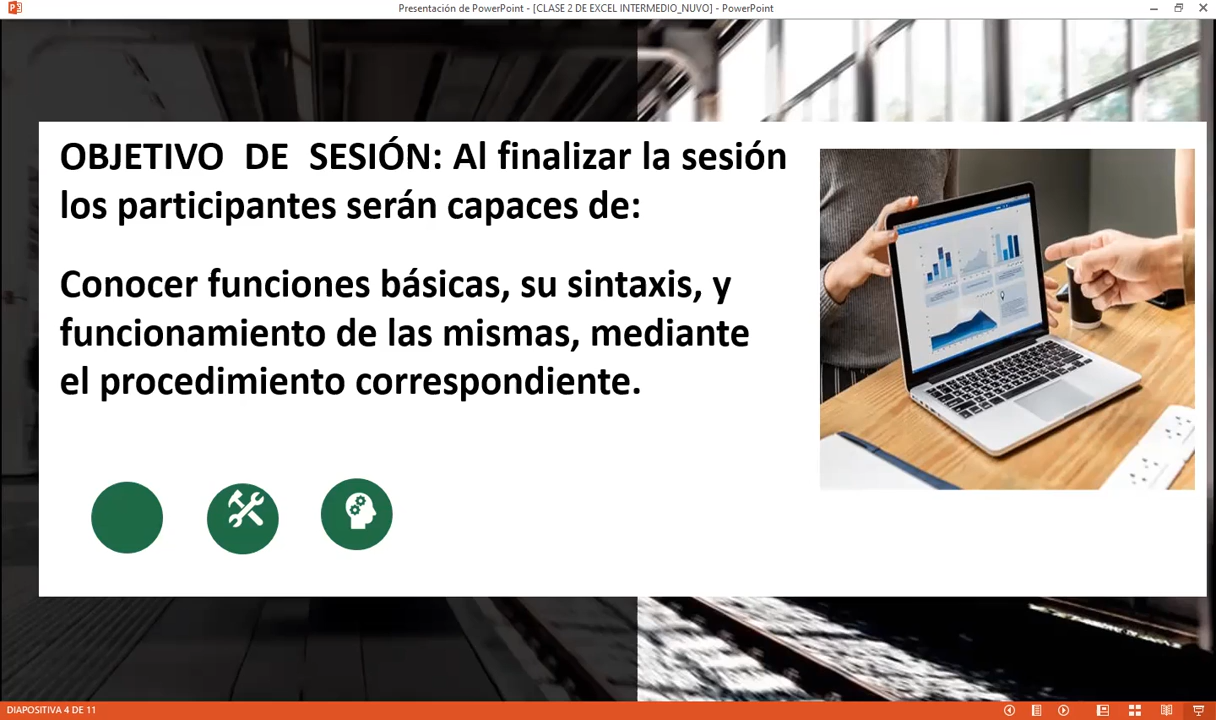 Presentación de PowerPoint - [CLASE 2 DE EXCEL INTERMEDIO_NUVO] - PowerPoint
OBJETIVO DE SESIÓN: Al finalizar la sesión
los participantes serán capaces de:
Conocer funciones básicas, su sintaxis, y
funcionamiento de las mismas, mediante
el procedimiento correspondiente.
DIAPOSITIVA 4 DE 11